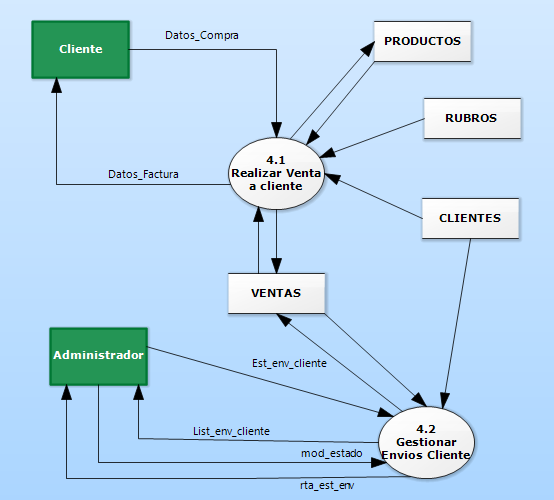 Datos_Compra
PRODUCTOS
Cliente
RUBROS
4.1
Realizar Venta
a cliente
Datos_Factura
CLIENTES
VENTAS
Administrador
Est_env_cliente
List_env_cliente
4.2
Gestionar
Envios Cliente
mod_estado
rta_est_env